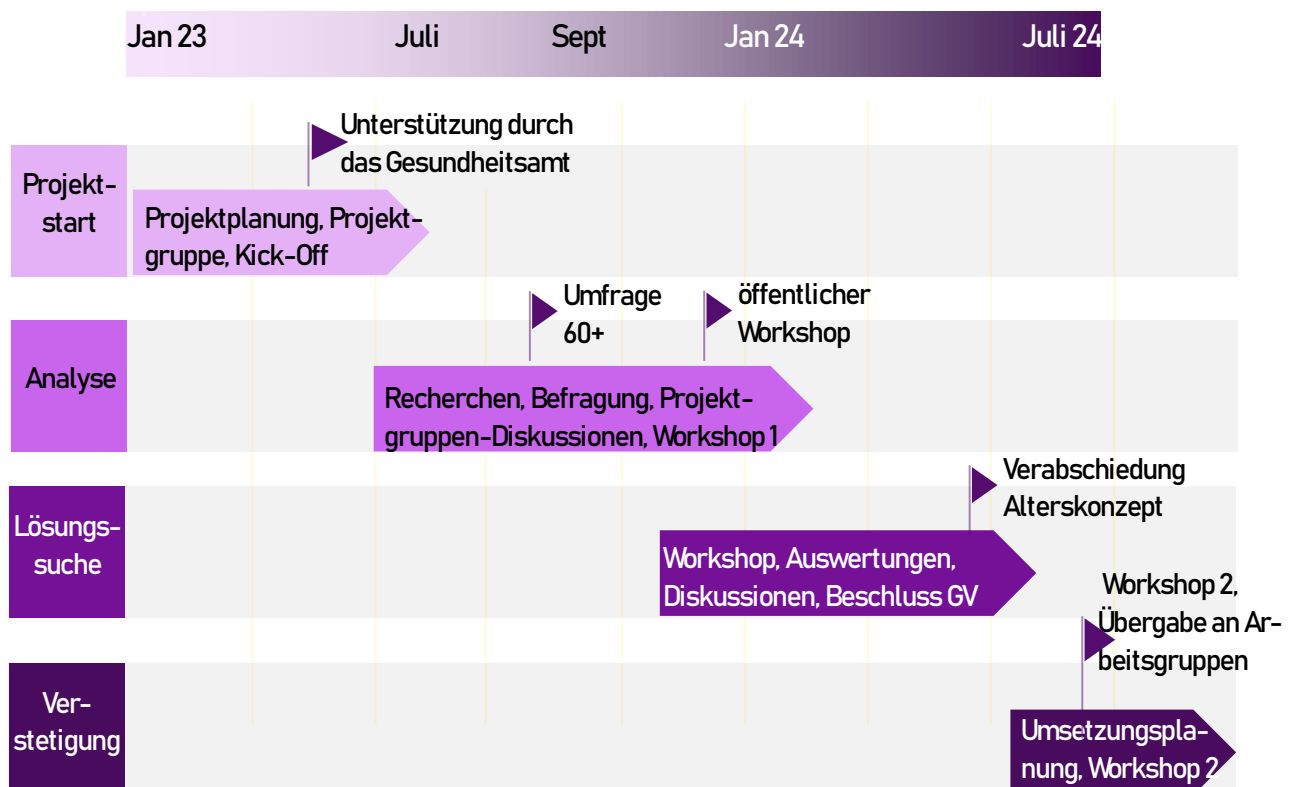 Jan 23 Juli Sept Jan 24 Juli 24
Unterstützung durch
das Gesundheitsamt
Projekt-
start
Projektplanung, Projekt-
gruppe, Kick-Off
Umfrage
60+
öffentlicher
Workshop
Analyse
Recherchen, Befragung, Projekt-
gruppen-Diskussionen, Workshop 1
Verabschiedung
Alterskonzept
Lösungs-
suche
Workshop, Auswertungen,
Diskussionen, Beschluss GV
Workshop 2,
Übergabe an Ar-
beitsgruppen
Ver-
stetigung
Umsetzungspla-
nung, Workshop 2